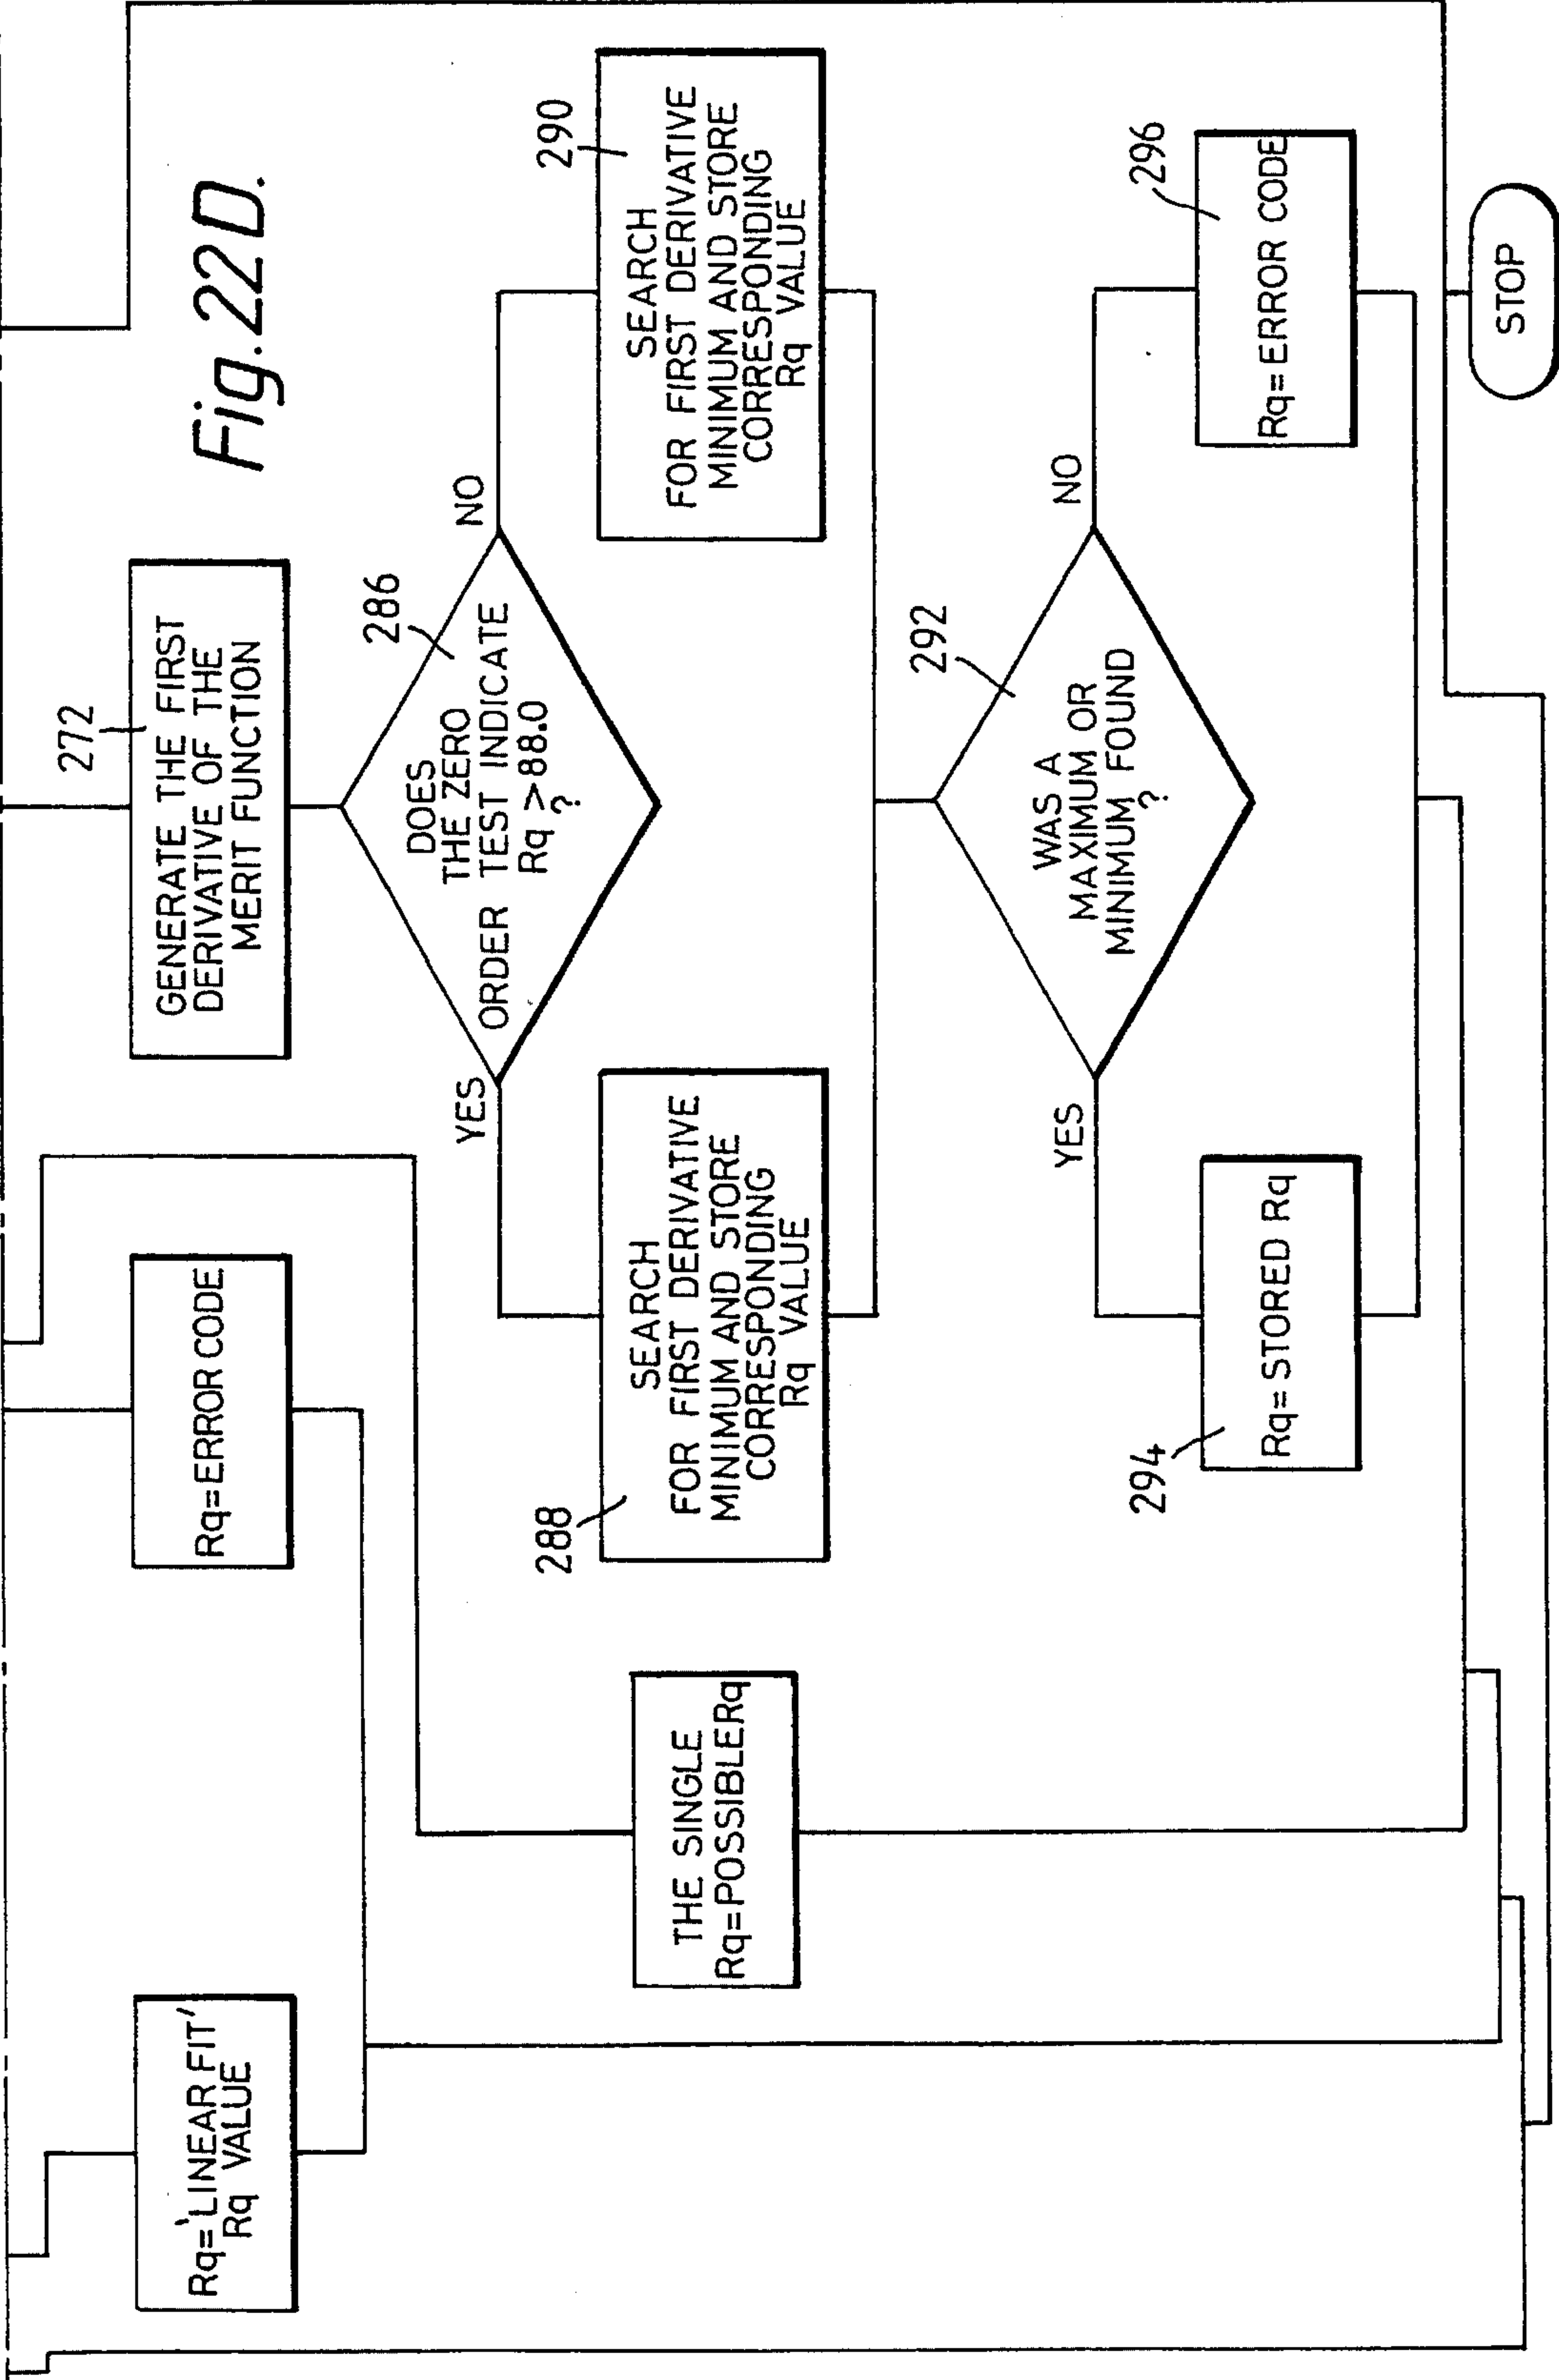 Fig.22D.
272
GENERATE THE FIRST
DERIVATIVE OF THE
MERIT FUNCTION
Rq=ERROR CODE
Rq='LINEAR FIT'
Rq VALUE
286
DOES
THE ZERO
ORDER TEST INDICATE
Rq >88.0
?
YES
NO
288
SEARCH
FOR FIRST DERIVATIVE
MINIMUM AND STORE
CORRESPONDING
Rq VALUE
290
SEARCH
FOR FIRST DERIVATIVE
MINIMUM AND STORE
CORRESPONDING
Rq VALUE
THE SINGLE
Rq=POSSIBLERq
292
WAS A
MAXIMUM OR
MINIMUM FOUND
?
YES
NO
294
Rq= STORED Rq
296
Rq= ERROR CODE
STOP